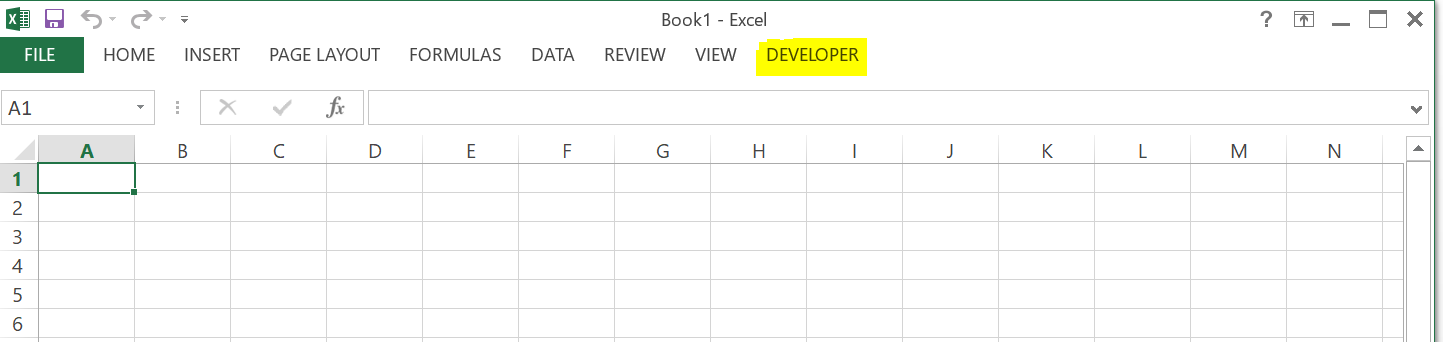 Book1 - Excel ?
FILE HOME INSERT PAGE LAYOUT FORMULAS DATA REVIEW VIEW DEVELOPER
A1 fx
A B C D E F G H I J K L M N
1
2
3
4
5
6